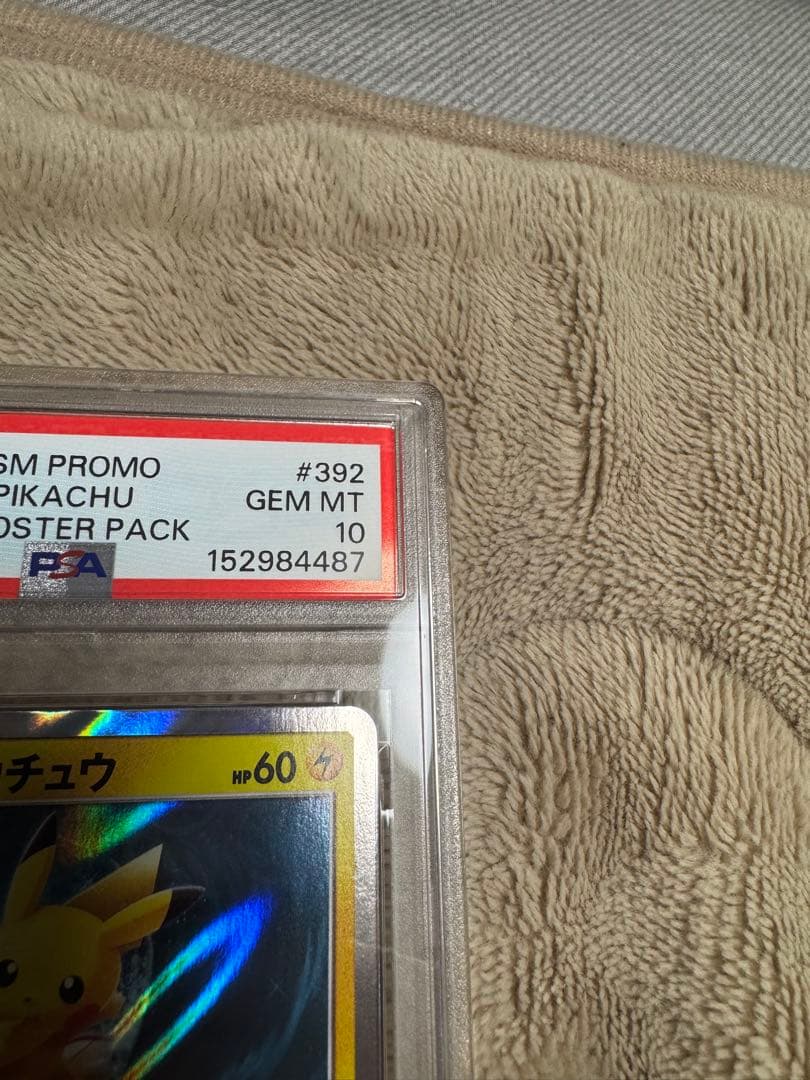 SM PROMO #392
PIKACHU GEM MT
OSTER PACK 10
PSA 152984487
チュウ HP60